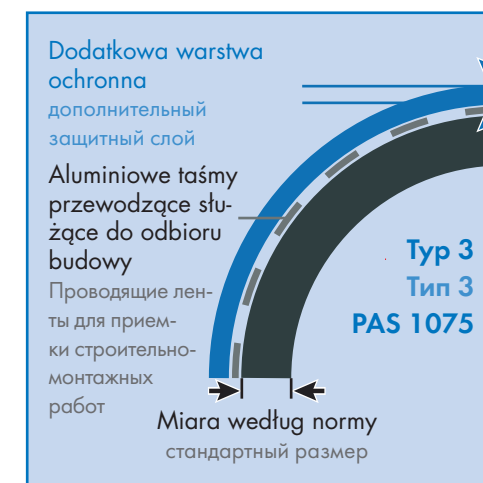 Dodatkowa warstwa
ochronna
дополнительный
защитный слой
Aluminiowe taśmy
przewodzące słu-
żące do odbioru
budowy
Проводящие лен-
ты для прием-
ки строительно-
монтажных
работ
Typ 3
Тип 3
PAS 1075
Miara według normy
стандартный размер